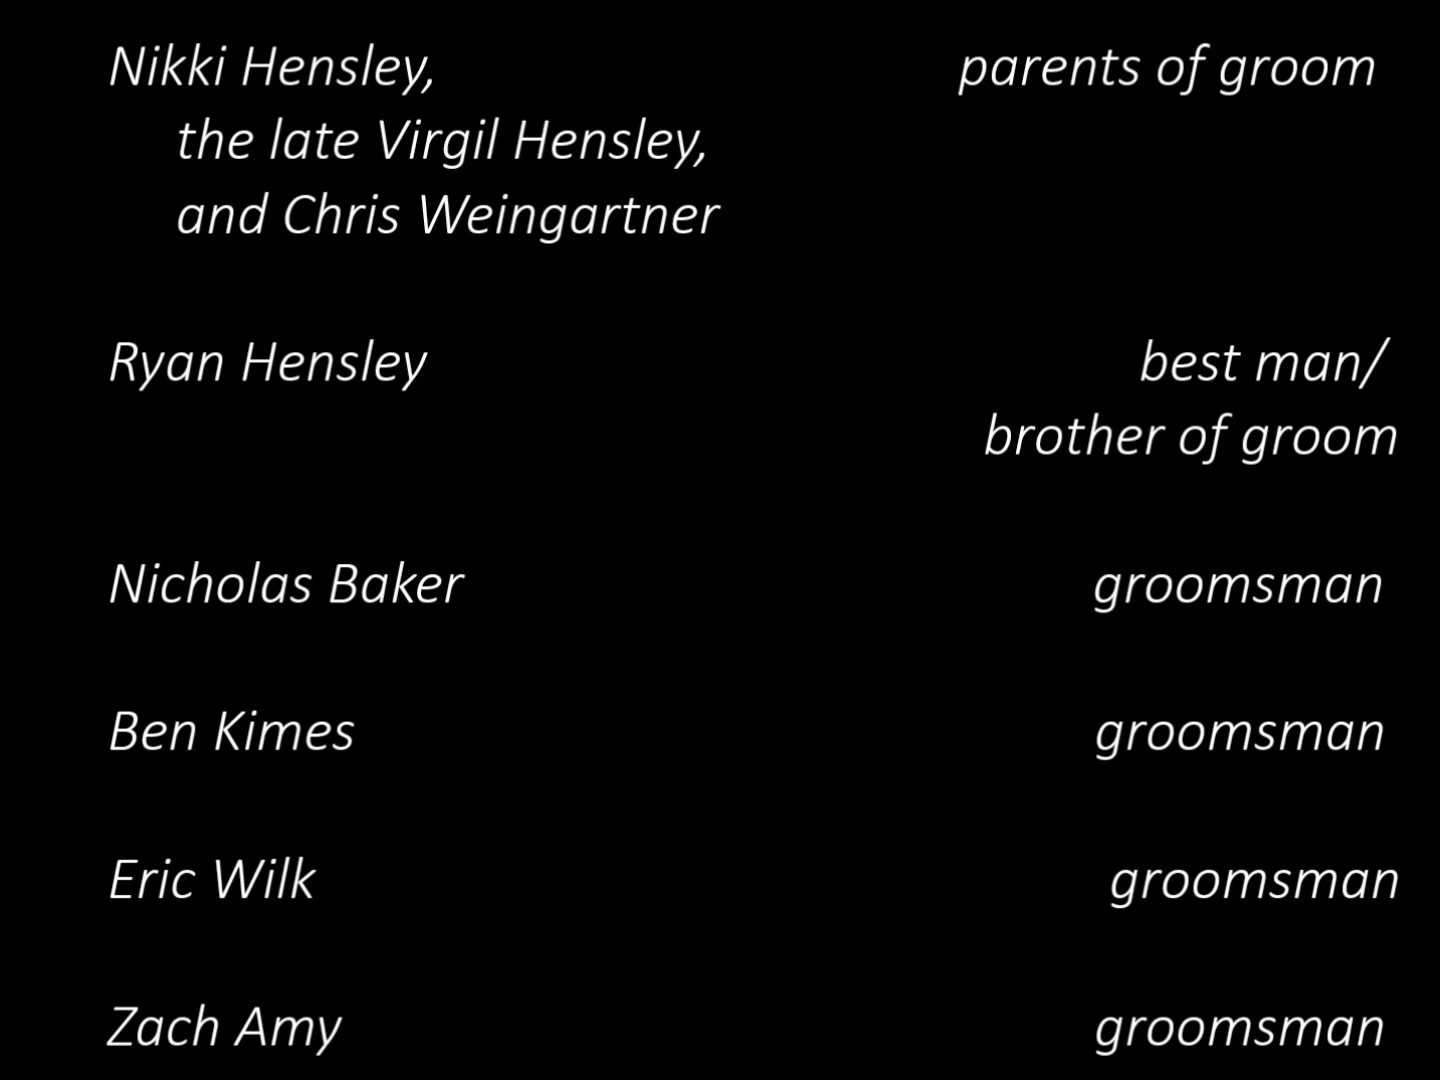 Nikki Hensley, parents of groom
the late Virgil Hensley,
and Chris Weingartner
Ryan Hensley best man/
brother of groom
Nicholas Baker groomsman
Ben Kimes groomsman
Eric Wilk groomsman
Zach Amy groomsman